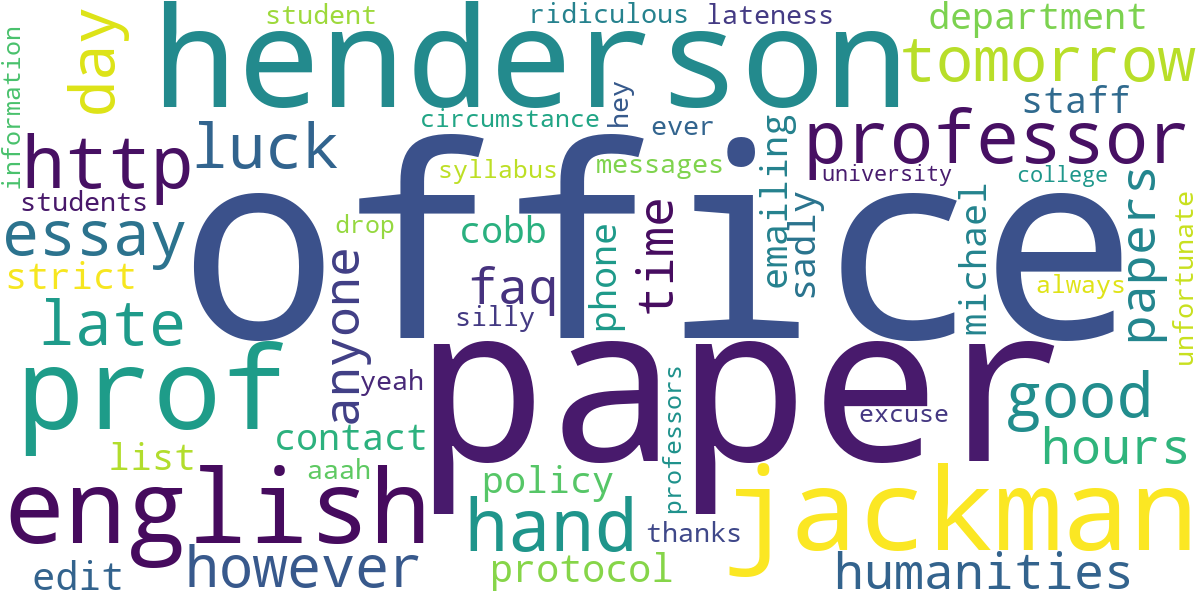 student
ridiculous
lateness
department
henderson
tomorrow
day
information
hey
staff
circumstance
ever
http
luck
professor
office
syllabus
messages
emailing
university
college
students
essay
drop
cobb
time
sadly
michael
papers
unfortunate
strict
anyone
faq
phone
always
late
silly
prof
paper
yeah
professors
excuse
good
contact
hours
list
aaah
policy
jackman
english
hand
thanks
edit
however
protocol
humanities